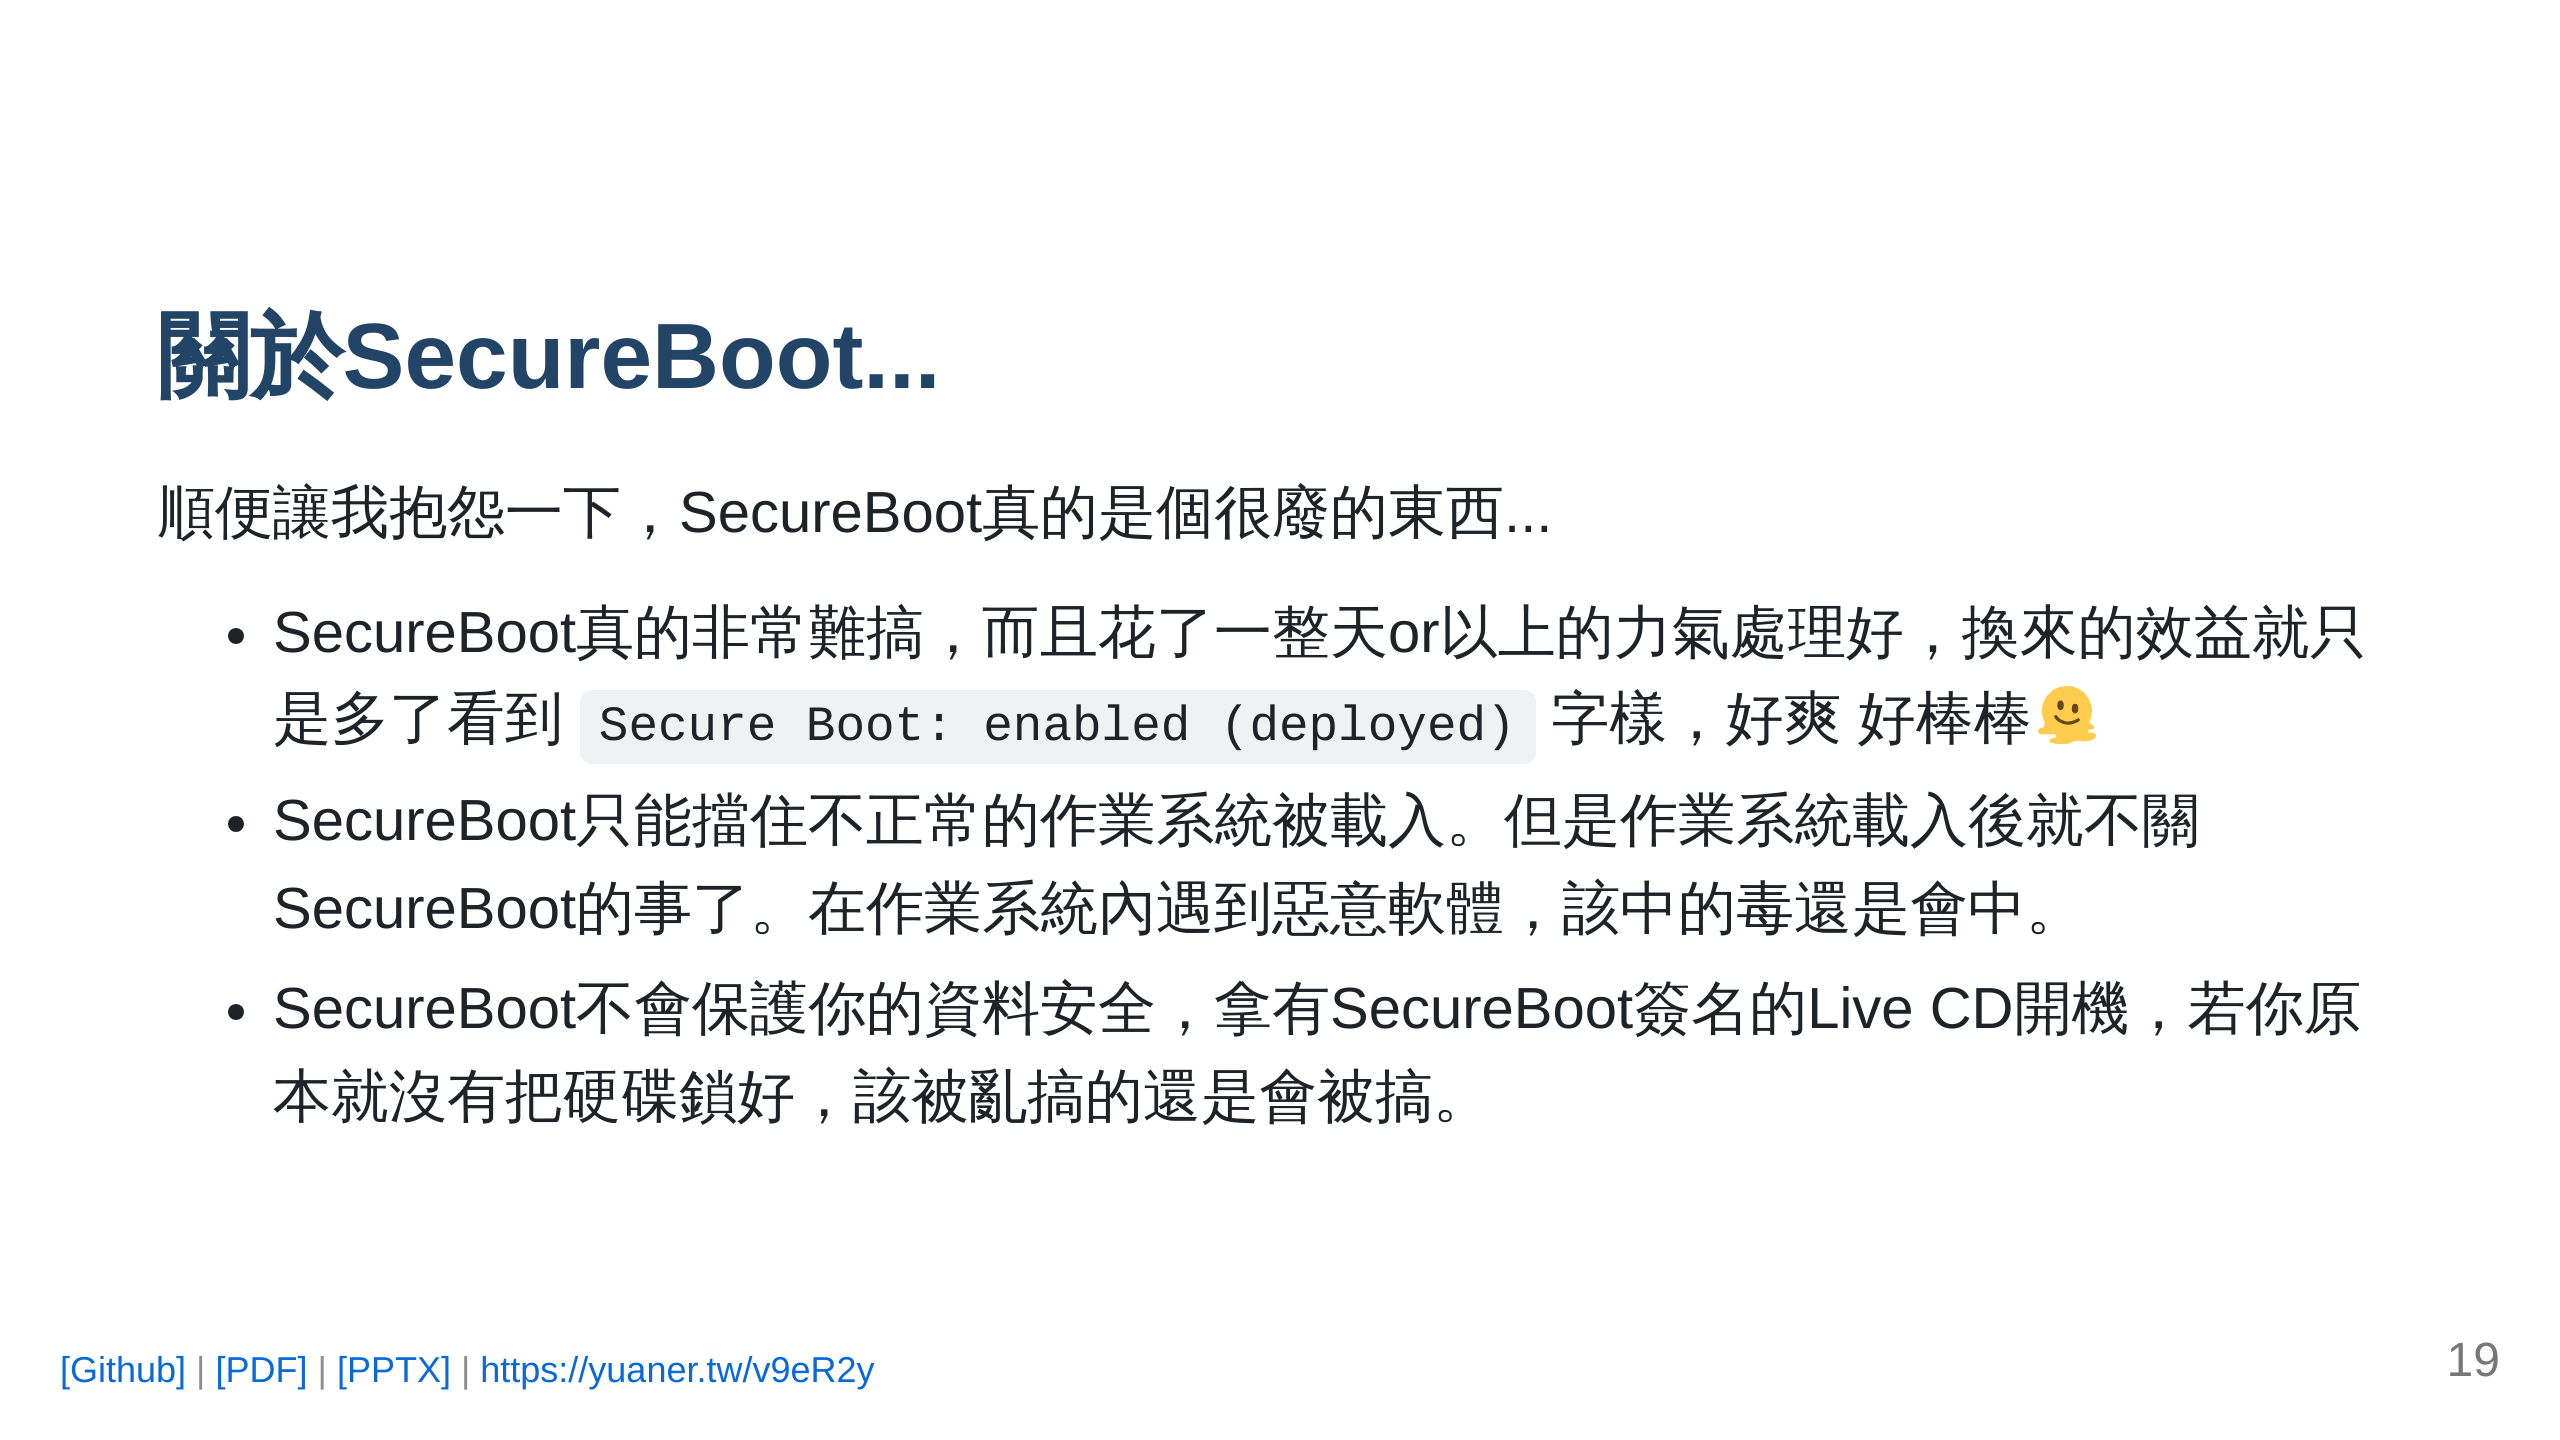 關於SecureBoot...
順便讓我抱怨一下，SecureBoot真的是個很廢的東西...
• SecureBoot真的非常難搞，而且花了一整天or以上的力氣處理好，換來的效益就只
是多了看到 Secure Boot: enabled (deployed) 字樣，好爽 好棒棒🫠
• SecureBoot只能擋住不正常的作業系統被載入。但是作業系統載入後就不關
SecureBoot的事了。在作業系統內遇到惡意軟體，該中的毒還是會中。
• SecureBoot不會保護你的資料安全，拿有SecureBoot簽名的Live CD開機，若你原
本就沒有把硬碟鎖好，該被亂搞的還是會被搞。
[Github] | [PDF] | [PPTX] | https://yuaner.tw/v9eR2y
19